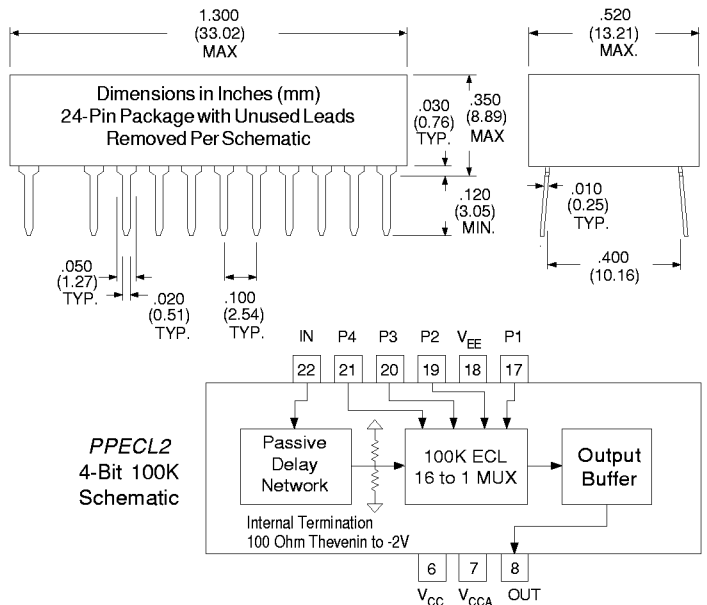 1.300
(33.02)
MAX
.520
(13.21)
MAX.
Dimensions in Inches (mm)
24-Pin Package with Unused Leads
Removed Per Schematic
.030
(0.76)
TYP.
.350
(8.89)
MAX
.120
(3.05)
MIN.
.010
(0.25)
TYP.
.400
(10.16)
.050
(1.27)
TYP.
.020
(0.51)
TYP.
.100
(2.54)
TYP.
IN P4 P3 P2 VEE P1
22 21 20 19 18 17
PPECL2
4-Bit 100K
Schematic
Passive
Delay
Network
100K ECL
16 to 1 MUX
Output
Buffer
Internal Termination
100 Ohm Thevenin to -2V
6 7 8
VCC VCCA OUT